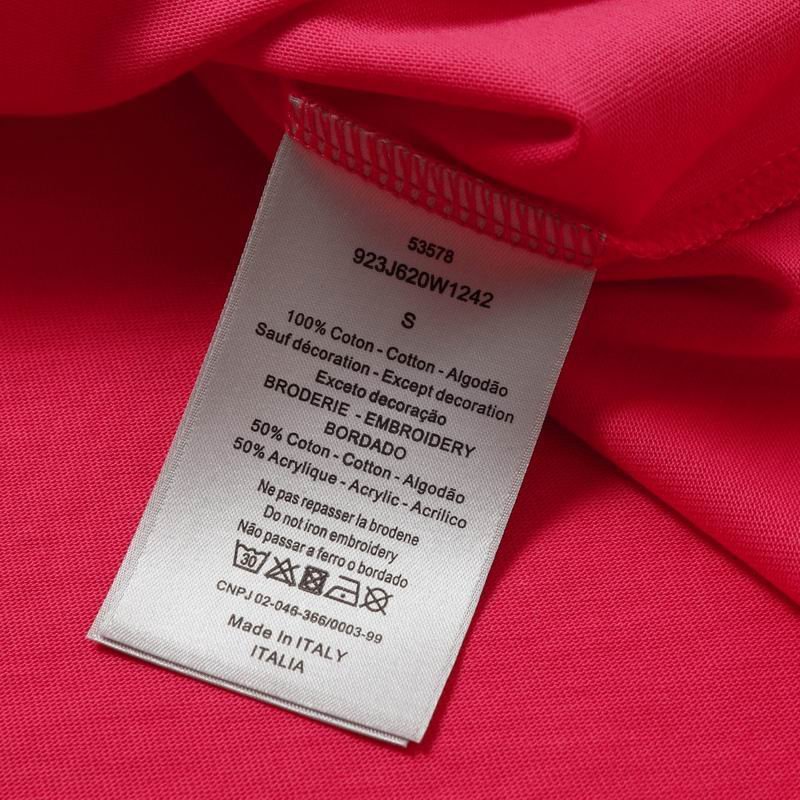 53578
923J620W1242
S
100% Coton - Cotton - Algodão
Sauf décoration - Except decoration
Exceto decoração
BRODERIE - EMBROIDERY
BORDADO
50% Coton - Cotton - Algodão
50% Acrylique - Acrylic - Acrílico
Ne pas repasser la brodene
Do not iron embroidery
Não passar a ferro o bordado
30
CNPJ 02-046-366/0003-99
Made In ITALY
ITALIA